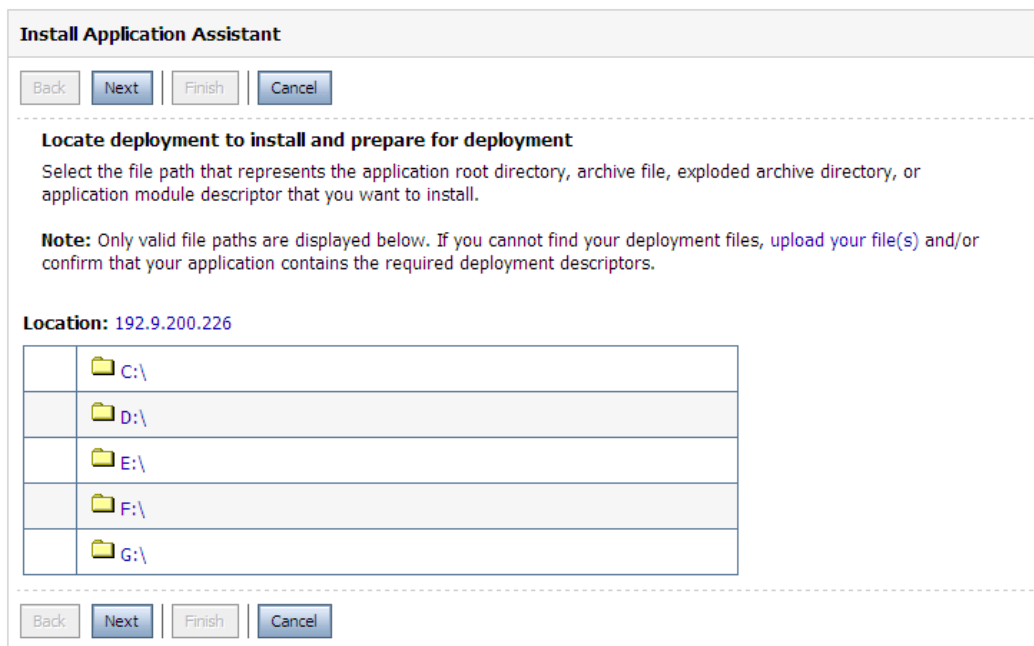 Install Application Assistant
Back Next Finish Cancel
Locate deployment to install and prepare for deployment
Select the file path that represents the application root directory, archive file, exploded archive directory, or
application module descriptor that you want to install.
Note: Only valid file paths are displayed below. If you cannot find your deployment files, upload your file(s) and/or
confirm that your application contains the required deployment descriptors.
Location: 192.9.200.226
C:\
D:\
E:\
F:\
G:\
Back Next Finish Cancel